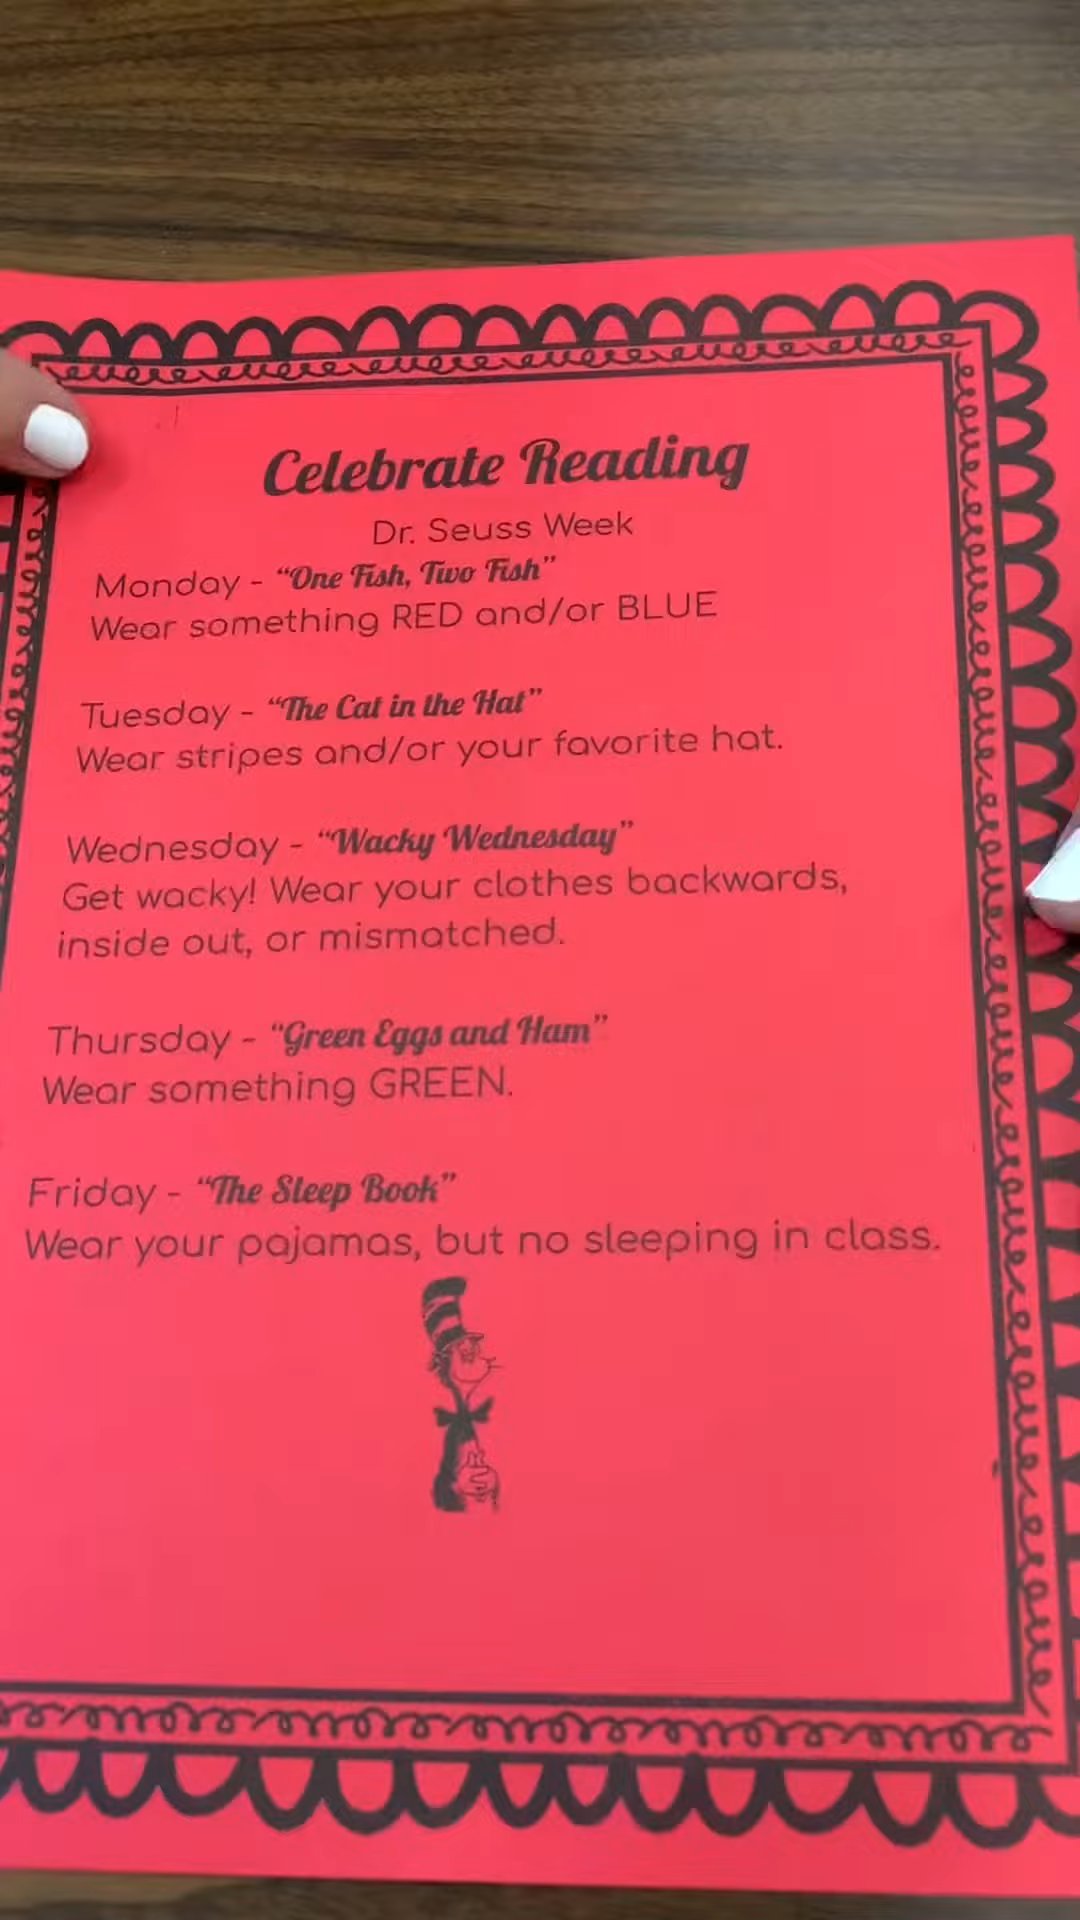 Celebrate Reading
Dr. Seuss Week
Monday - “One Fish, Two Fish”
Wear something RED and/or BLUE
Tuesday - “The Cat in the Hat”
Wear stripes and/or your favorite hat.
Wednesday - “Wacky Wednesday”
Get wacky! Wear your clothes backwards,
inside out, or mismatched.
Thursday - “Green Eggs and Ham”
Wear something GREEN.
Friday - “The Sleep Book”
Wear your pajamas, but no sleeping in class.